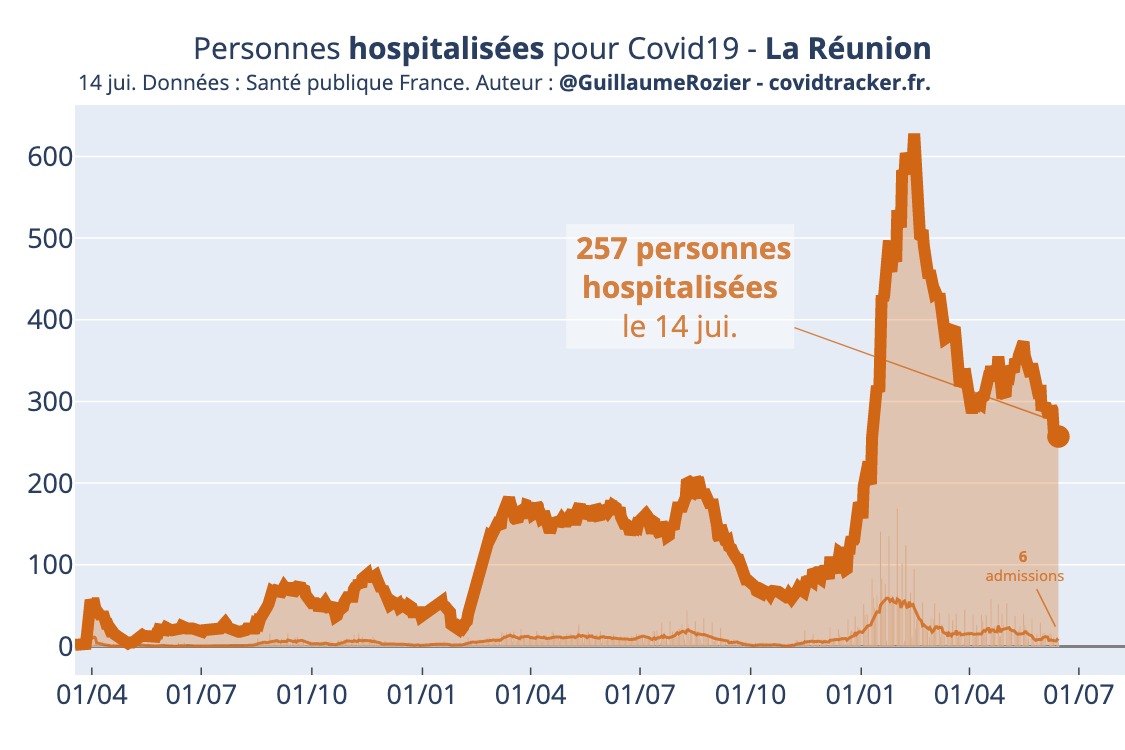 Personnes hospitalisées pour Covid19 - La Réunion
14 jui. Données : Santé publique France. Auteur : @GuillaumeRozier - covidtracker.fr.
600
500
400
300
200
100
0
257 personnes
hospitalisées
le 14 jui.
6
admissions
01/04 01/07 01/10 01/01 01/04 01/07 01/10 01/01 01/04 01/07